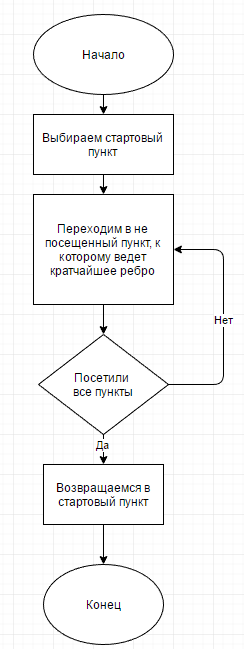 Начало
Выбираем стартовый
пункт
Переходим в не
посещенный пункт, к
которому ведет
кратчайшее ребро
Нет
Посетили
все пункты
Да
Возвращаемся в
стартовый пункт
Конец